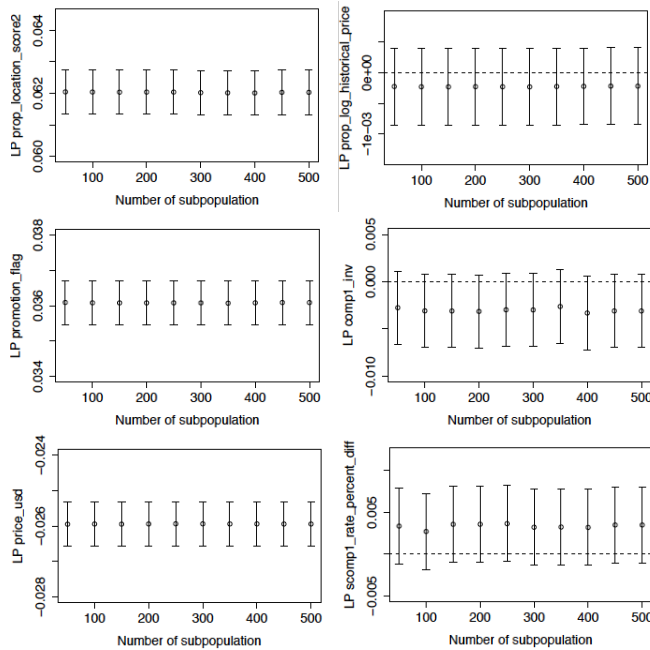 LP prop_location_score2
0.060 0.062 0.064
100 200 300 400 500
Number of subpopulation
LP prop_log_historical_price
-1e-03 0e+00
100 200 300 400 500
Number of subpopulation
LP promotion_flag
0.034 0.036 0.038
100 200 300 400 500
Number of subpopulation
LP comp1_inv
-0.010 0.000 0.005
100 200 300 400 500
Number of subpopulation
LP price_usd
-0.028 -0.026 -0.024
100 200 300 400 500
Number of subpopulation
LP scomp1_rate_percent_diff
-0.005 0.005
100 200 300 400 500
Number of subpopulation